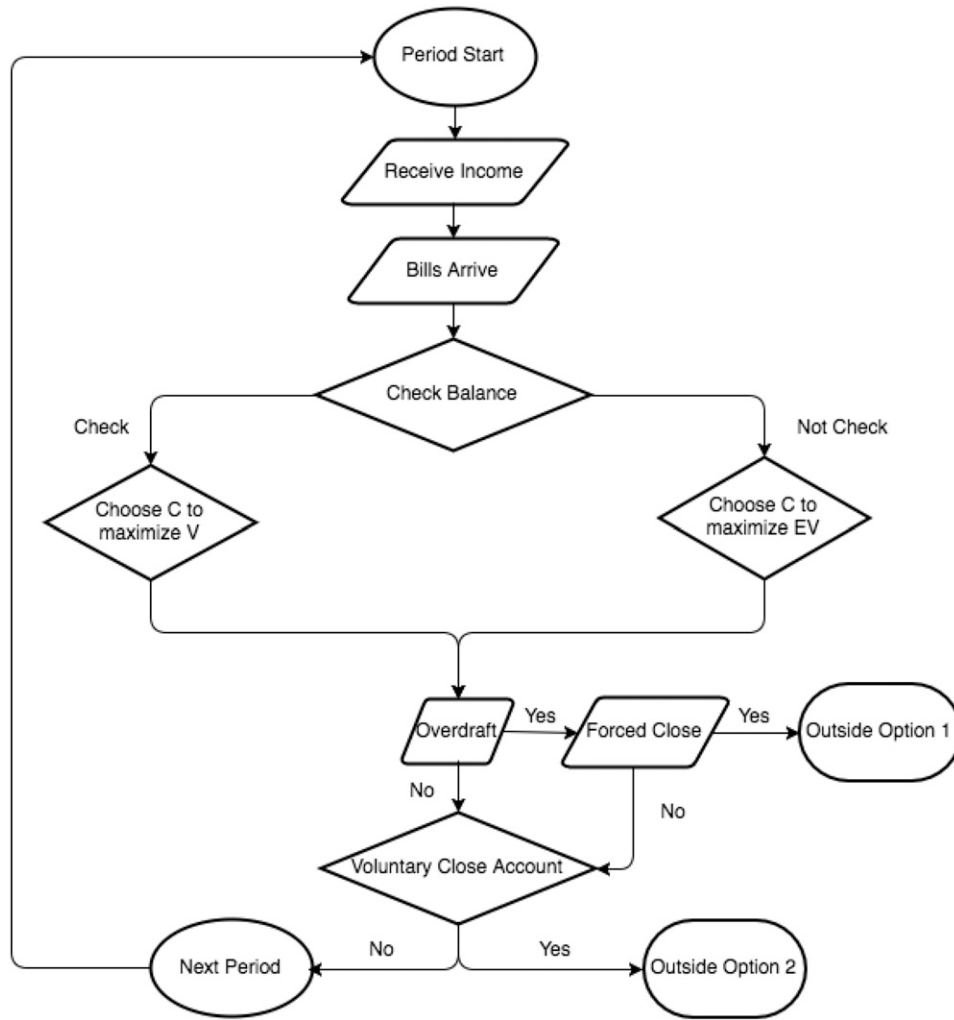 Period Start
Receive Income
Bills Arrive
Check Balance
Check
Not Check
Choose C to
maximize V
Choose C to
maximize EV
Overdraft
Yes
Forced Close
Yes
Outside Option 1
No
No
Voluntary Close Account
Next Period
No
Yes
Outside Option 2